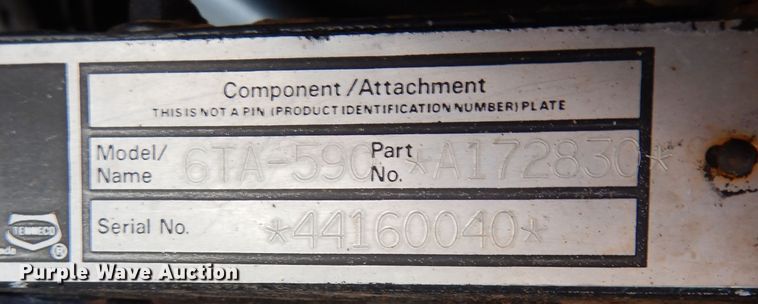 Component/Attachment
THIS IS NOT A PIN (PRODUCT IDENTIFICATION NUMBER) PLATE
Model/ Name 6TA-590 Part No. *A172830*
Serial No. *44160040*
TENNECO
®
Purple Wave Auction